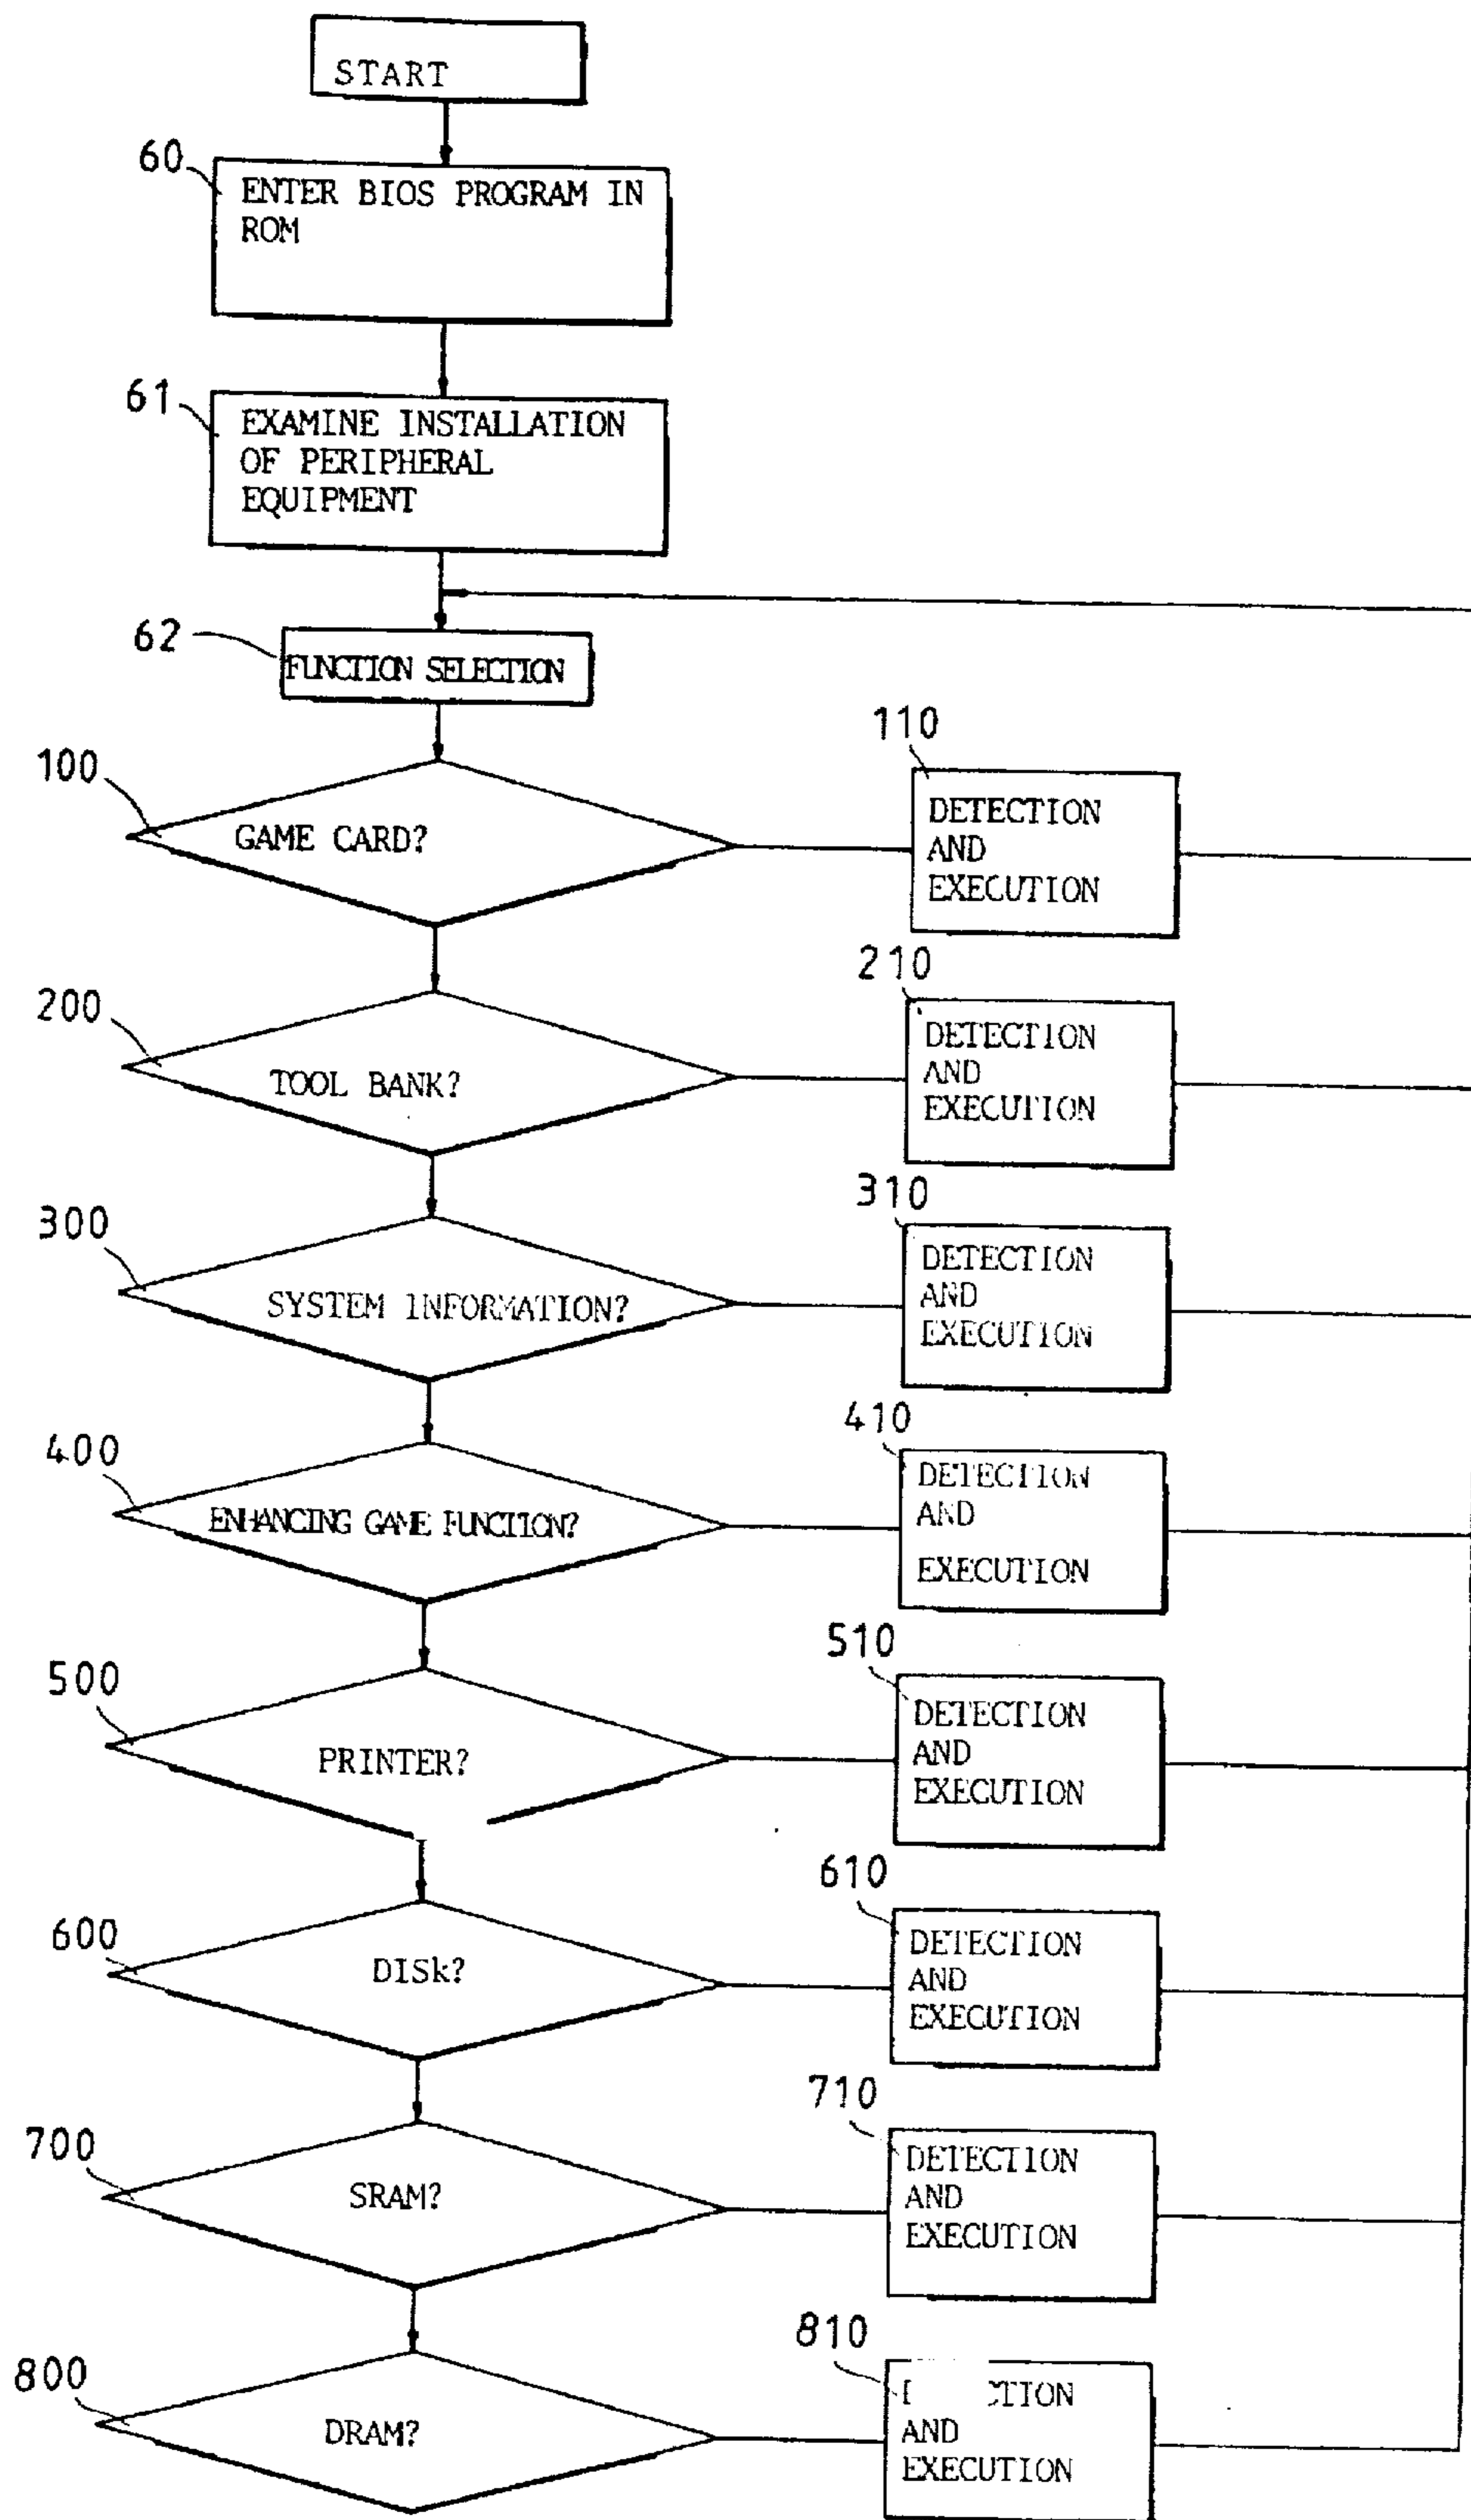 START
60
ENTER BIOS PROGRAM IN
ROM
61
EXAMINE INSTALLATION
OF PERIPHERAL
EQUIPMENT
62
FUNCTION SELECTION
100
GAME CARD?
110
DETECTION
AND
EXECUTION
200
TOOL BANK?
210
DETECTION
AND
EXECUTION
300
SYSTEM INFORMATION?
310
DETECTION
AND
EXECUTION
400
ENHANCING GAME FUNCTION?
410
DETECTION
AND
EXECUTION
500
PRINTER?
510
DETECTION
AND
EXECUTION
600
DISk?
610
DETECTION
AND
EXECUTION
700
SRAM?
710
DETECTION
AND
EXECUTION
800
DRAM?
810
AND
EXECUTION